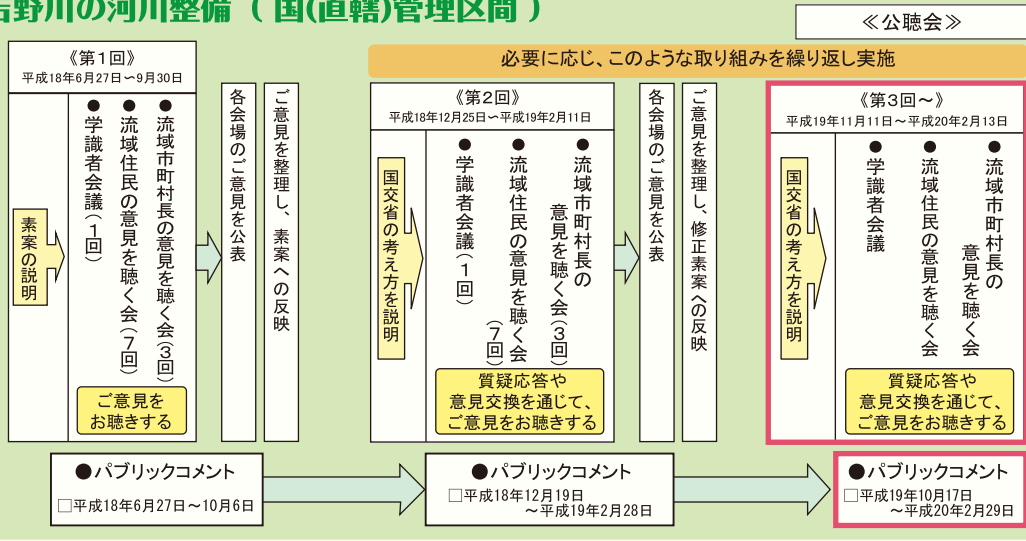 吉野川の河川整備（国(直轄)管理区間）
≪公聴会≫
必要に応じ、このような取り組みを繰り返し実施
《第1回》
平成18年6月27日～9月30日
素案の説明
●学識者会議（1回）
●流域住民の意見を聴く会（7回）
●流域市町村長の意見を聴く会（3回）
ご意見を
お聴きする
各会場のご意見を公表
ご意見を整理し、素案への反映
《第2回》
平成18年12月25日～平成19年2月11日
国交省の考え方を説明
●学識者会議（1回）
●流域住民の意見を聴く会
（7回）
●流域市町村長の
意見を聴く会（3回）
質疑応答や
意見交換を通じて、
ご意見をお聴きする
各会場のご意見を公表
ご意見を整理し、修正素案への反映
《第3回～》
平成19年11月11日～平成20年2月13日
国交省の考え方を説明
●学識者会議
●流域住民の意見を聴く会
●流域市町村長の
意見を聴く会
質疑応答や
意見交換を通じて、
ご意見をお聴きする
●パブリックコメント
□平成18年6月27日～10月6日
●パブリックコメント
□平成18年12月19日
～平成19年2月28日
●パブリックコメント
□平成19年10月17日
～平成20年2月29日